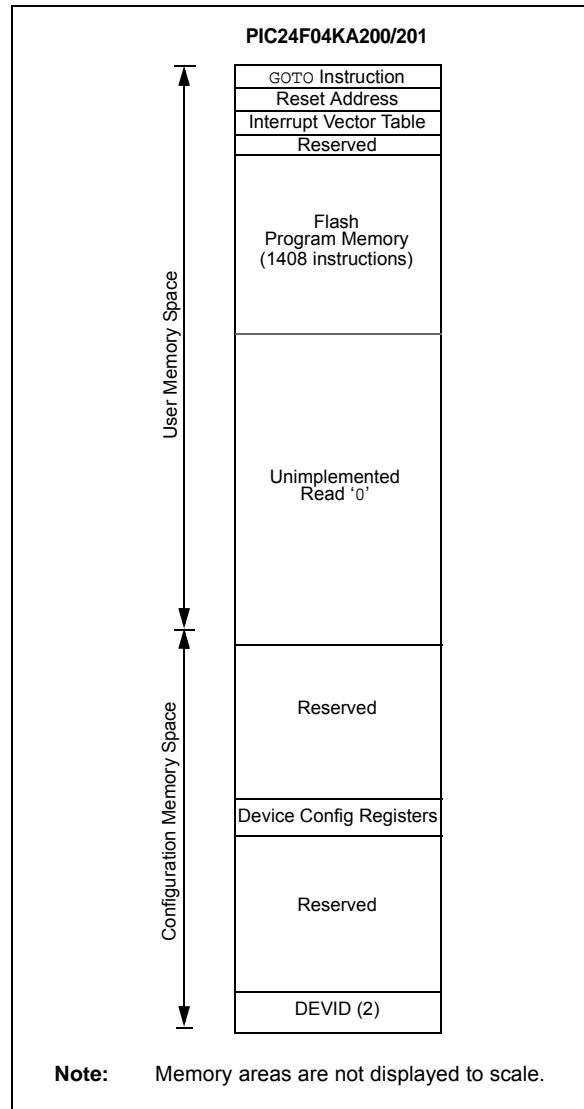 PIC24F04KA200/201
GOTO Instruction
Reset Address
Interrupt Vector Table
Reserved
Flash
Program Memory
(1408 instructions)
User Memory Space
Unimplemented
Read ‘0’
Reserved
Configuration Memory Space
Device Config Registers
Reserved
DEVID (2)
Note: Memory areas are not displayed to scale.